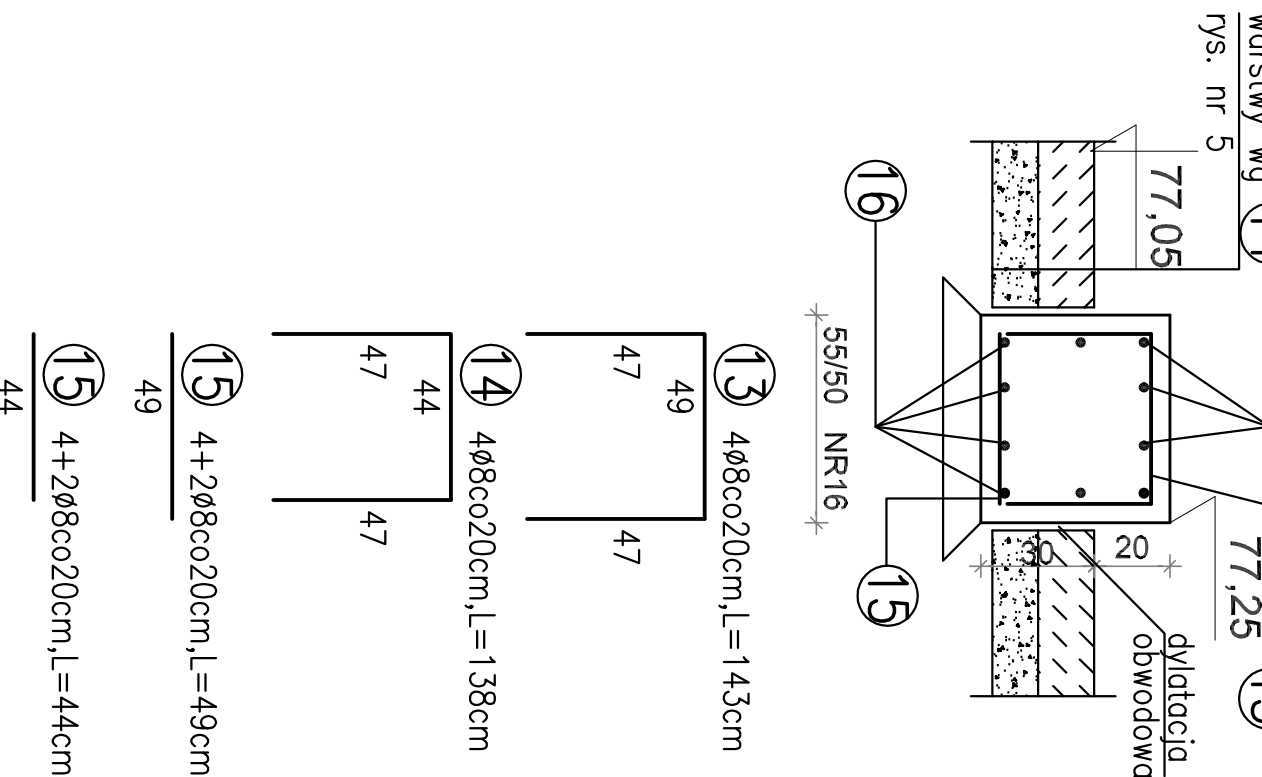 rys. nr 5
77,05
16
55/50 NR16
15
30
20
77,25
dylatacja
obwodowa
13 4ø8co20cm,L=143cm
49
47
47
14 4ø8co20cm,L=138cm
44
47
47
15 4+2ø8co20cm,L=49cm
49
15 4+2ø8co20cm,L=44cm
44